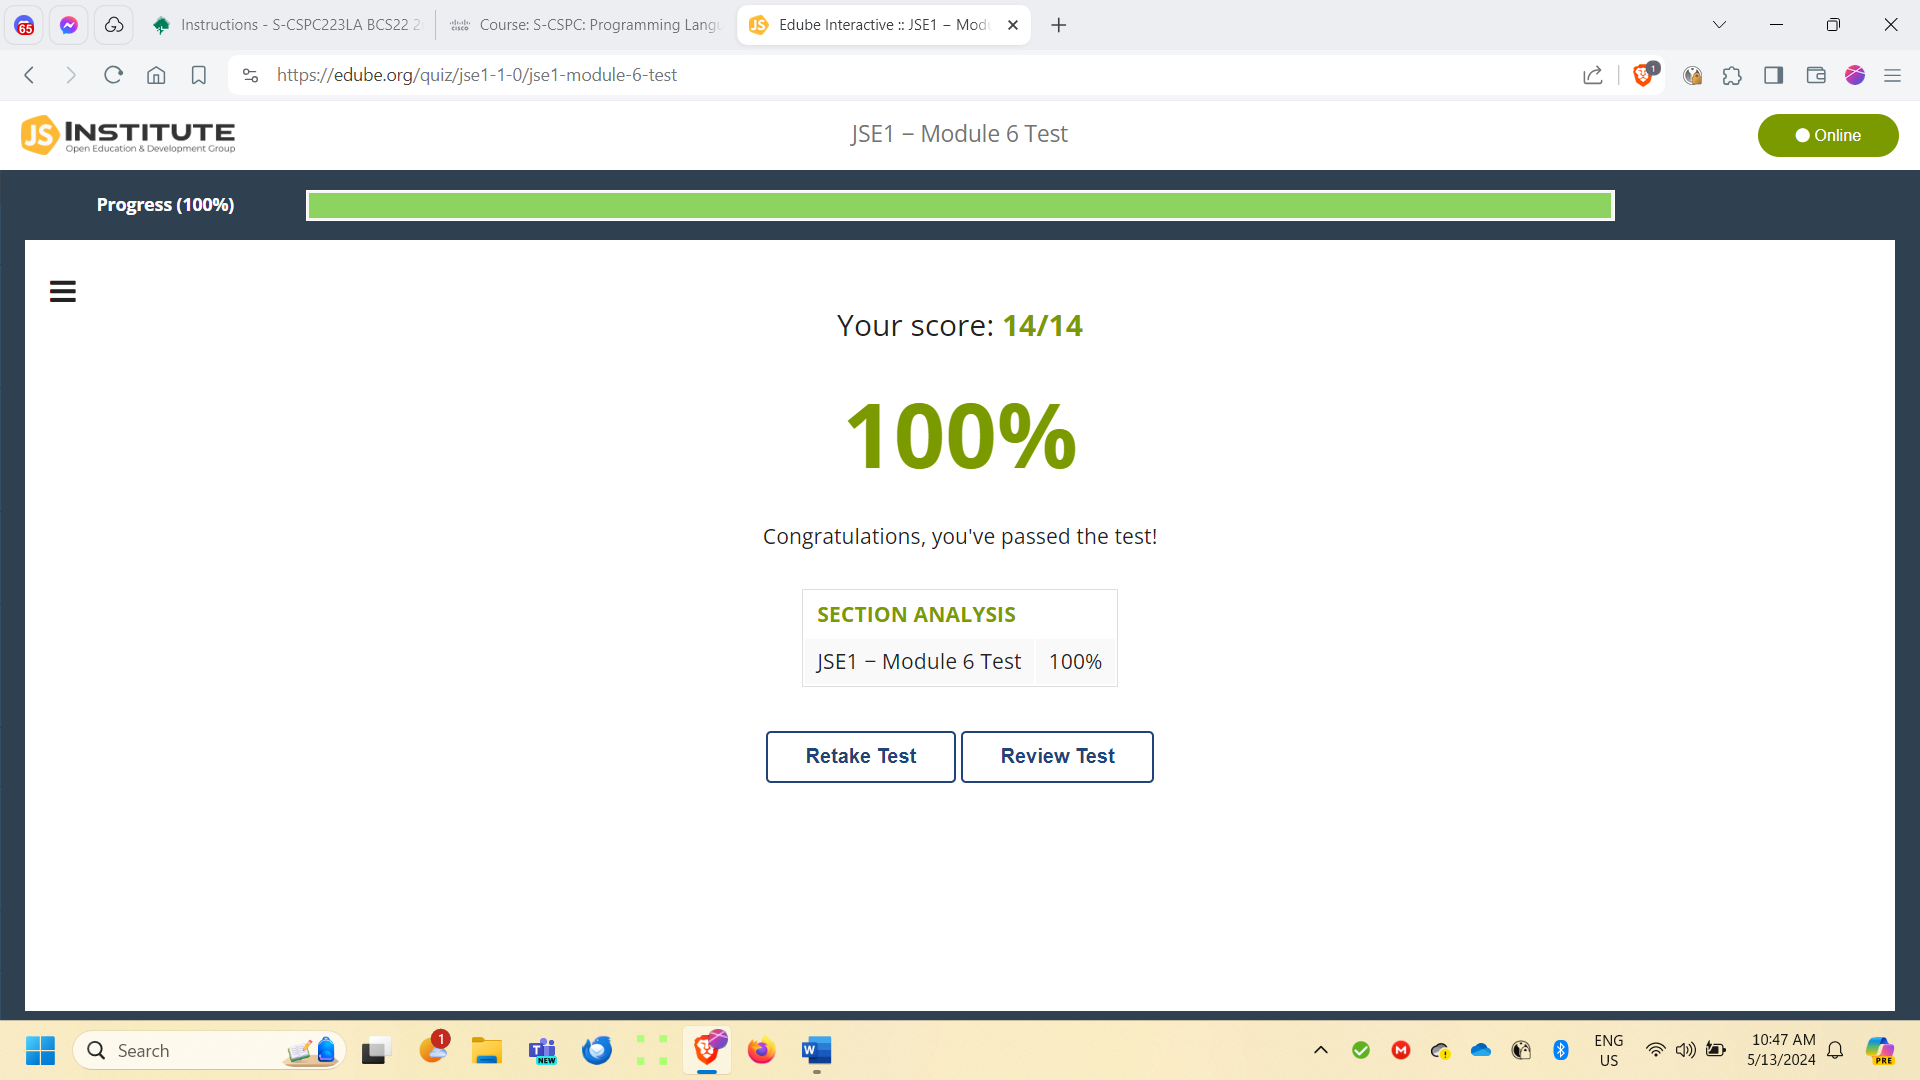 65
Instructions - S-CSPC223LA BCS22 2
Course: S-CSPC: Programming Langu
JS
Edube Interactive :: JSE1 – Modu
https://edube.org/quiz/jse1-1-0/jse1-module-6-test
1
JS INSTITUTE
Open Education & Development Group
JSE1 – Module 6 Test
Online
Progress (100%)
Your score: 14/14
100%
Congratulations, you've passed the test!
SECTION ANALYSIS
JSE1 – Module 6 Test 100%
Retake Test
Review Test
Search
1
NEW
W
M
ENG
US
10:47 AM
5/13/2024
PRE